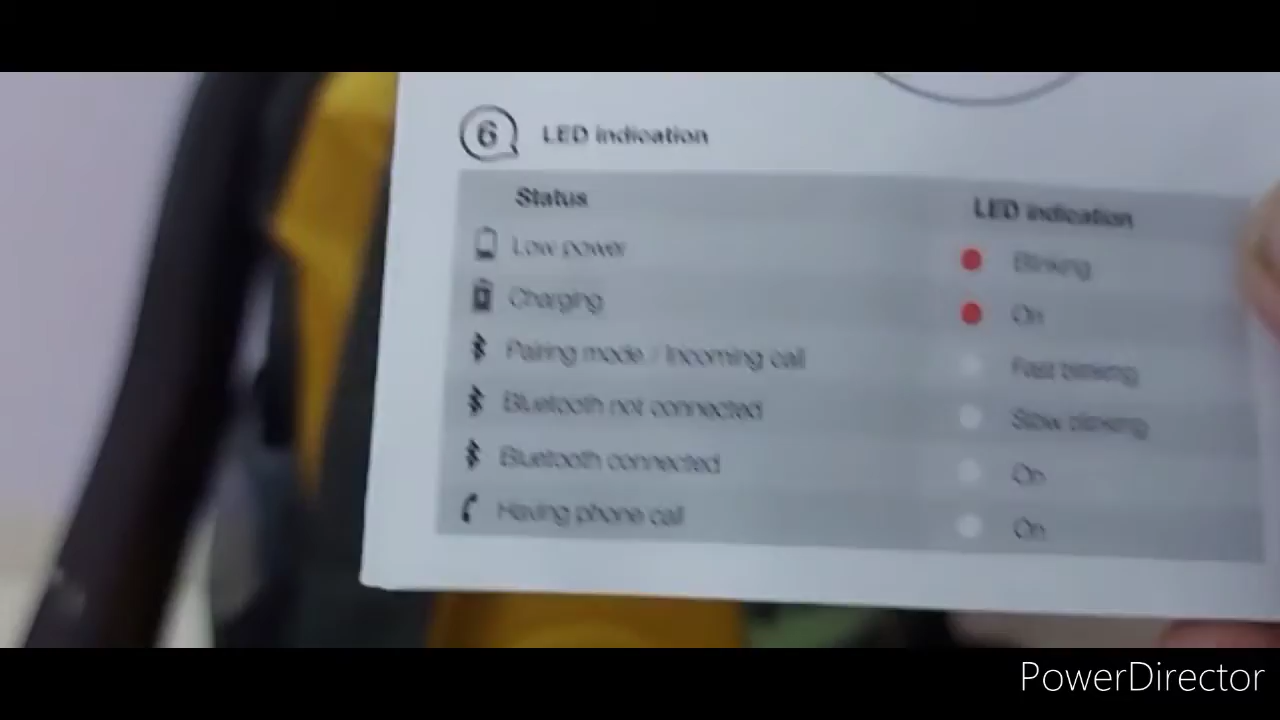 6 LED indication
Status LED indication
Low power Blinking
Charging On
Pairing mode / Incoming call Fast blinking
Bluetooth not connected Slow blinking
Bluetooth connected On
Having phone call On
PowerDirector